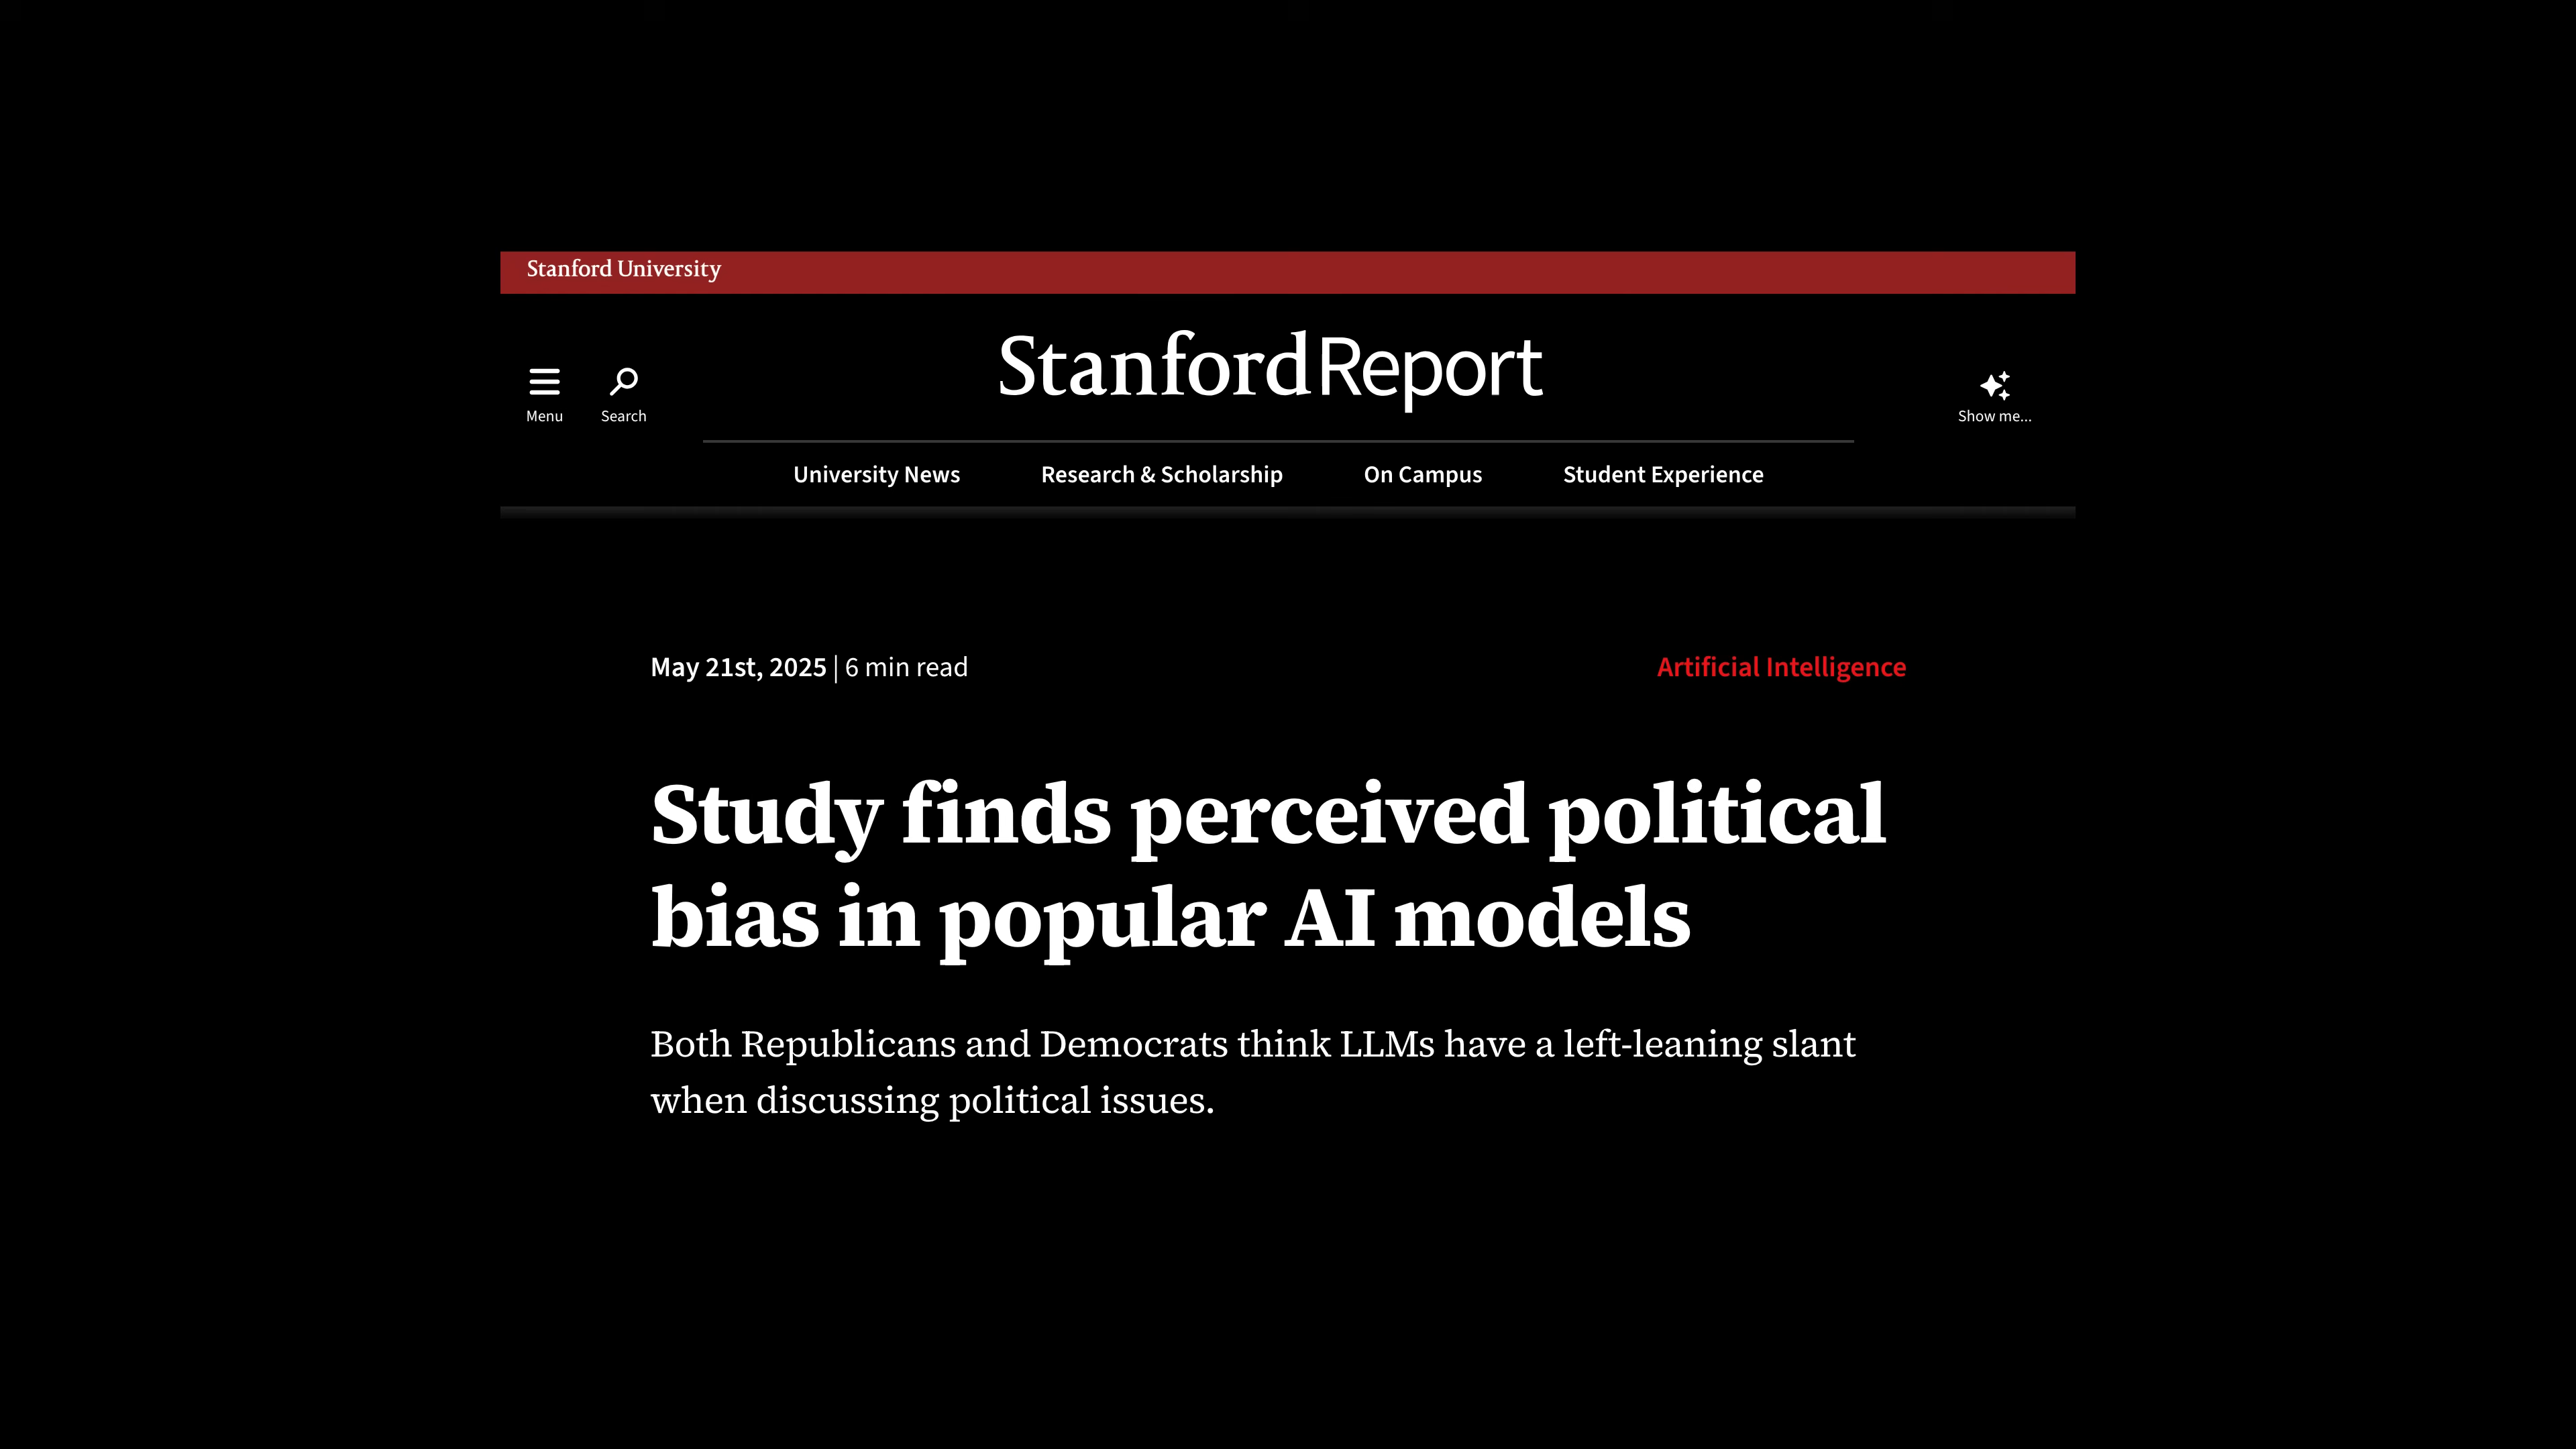 Stanford University
StanfordReport
Menu
Search
Show me...
University News
Research & Scholarship
On Campus
Student Experience
May 21st, 2025 | 6 min read
Artificial Intelligence
Study finds perceived political
bias in popular AI models
Both Republicans and Democrats think LLMs have a left-leaning slant
when discussing political issues.